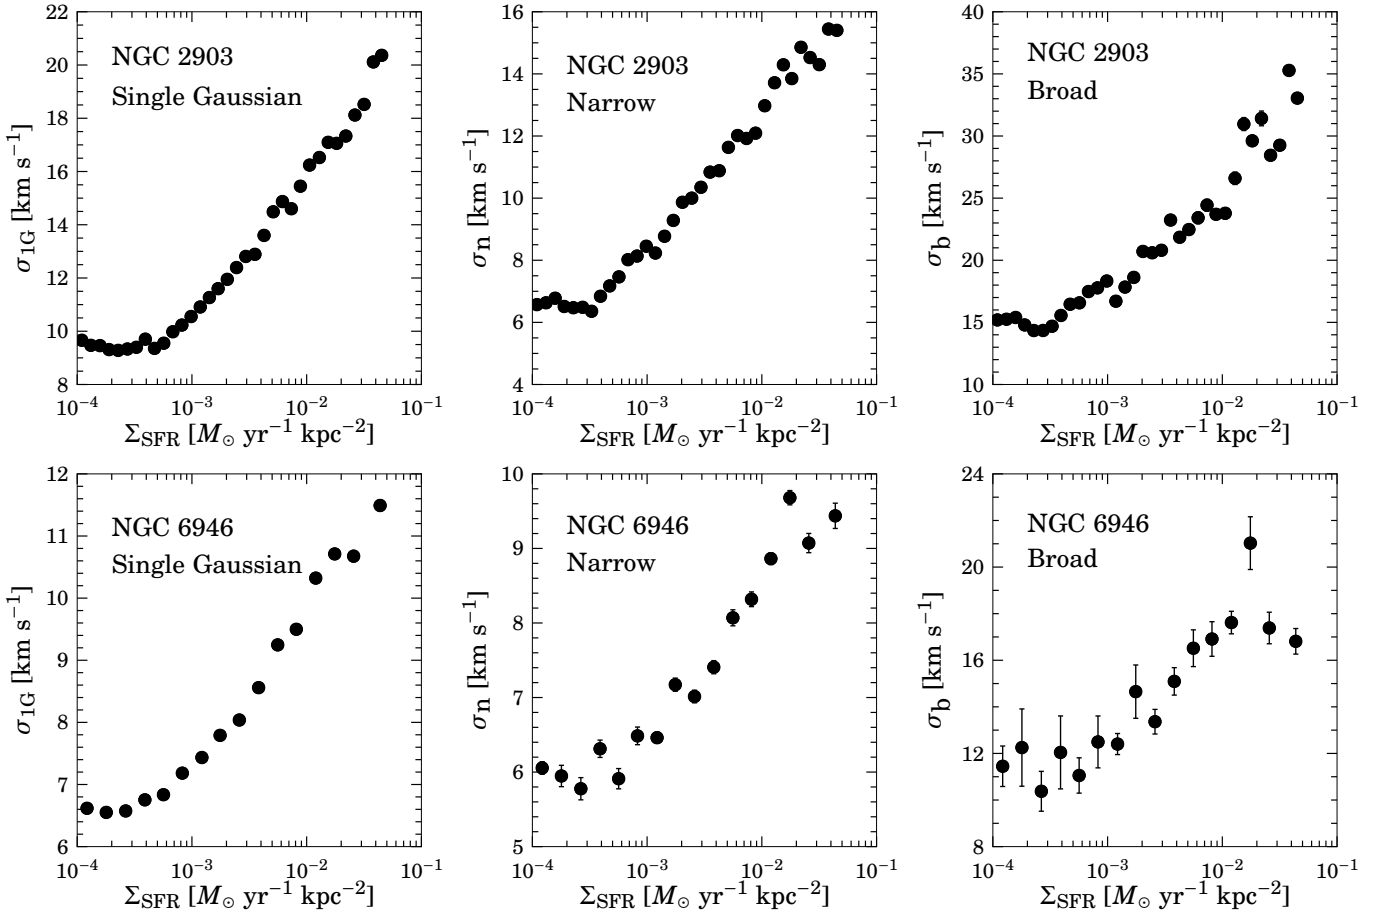 22
20
18
16
14
12
10
8
σ1G [km s−1]
NGC 2903
Single Gaussian
10−4 10−3 10−2 10−1
ΣSFR [M⊙ yr−1 kpc−2]
16
14
12
10
8
6
4
σn [km s−1]
NGC 2903
Narrow
10−4 10−3 10−2 10−1
ΣSFR [M⊙ yr−1 kpc−2]
40
35
30
25
20
15
10
σb [km s−1]
NGC 2903
Broad
10−4 10−3 10−2 10−1
ΣSFR [M⊙ yr−1 kpc−2]
12
11
10
9
8
7
6
σ1G [km s−1]
NGC 6946
Single Gaussian
10−4 10−3 10−2 10−1
ΣSFR [M⊙ yr−1 kpc−2]
10
9
8
7
6
5
σn [km s−1]
NGC 6946
Narrow
10−4 10−3 10−2 10−1
ΣSFR [M⊙ yr−1 kpc−2]
24
20
16
12
8
σb [km s−1]
NGC 6946
Broad
10−4 10−3 10−2 10−1
ΣSFR [M⊙ yr−1 kpc−2]